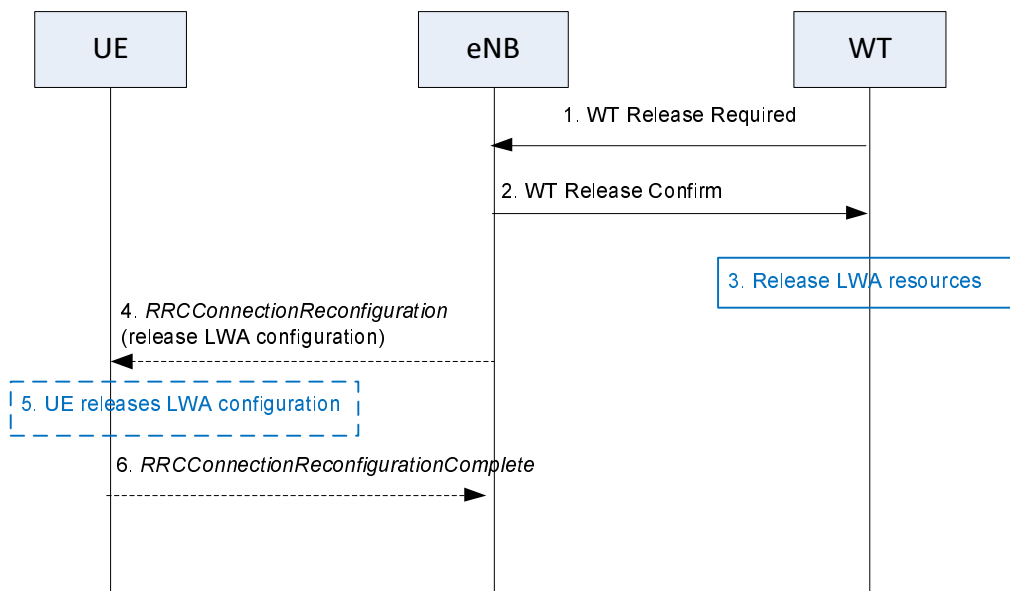 UE
eNB
WT
1. WT Release Required
2. WT Release Confirm
3. Release LWA resources
4. RRCConnectionReconfiguration
(release LWA configuration)
5. UE releases LWA configuration
6. RRCConnectionReconfigurationComplete